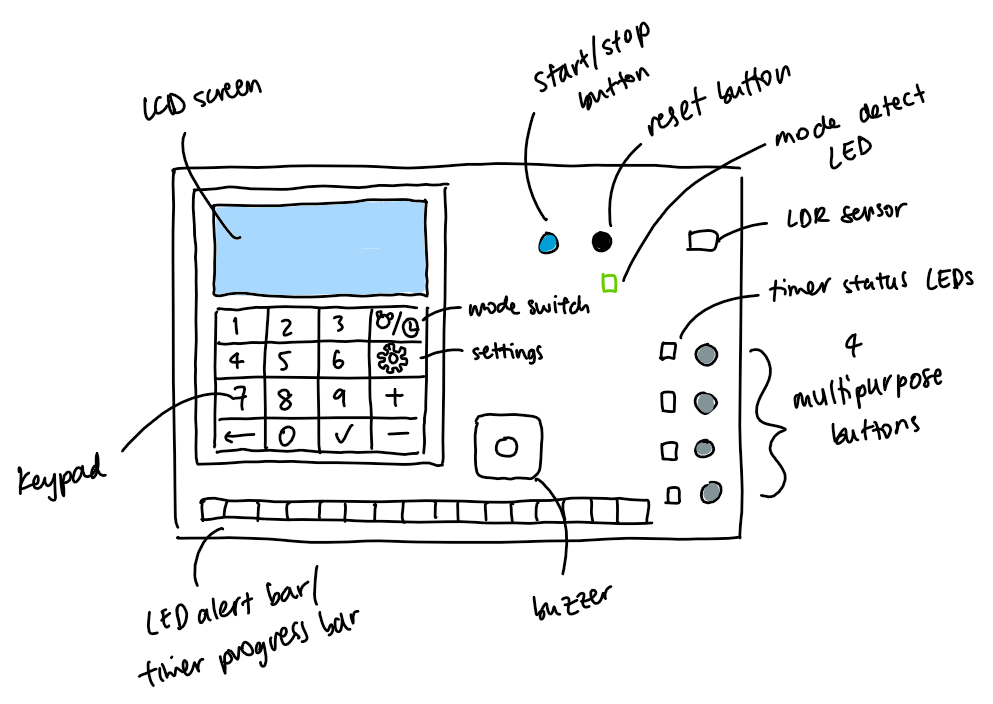 LCD screen
start/stop
button
reset button
mode detect
LED
LDR sensor
timer status LEDs
mode switch
settings
1 2 3
4 5 6
7 8 9 +
← 0 ✓ −
4
multipurpose
buttons
keypad
LED alert bar/
timer progress bar
buzzer